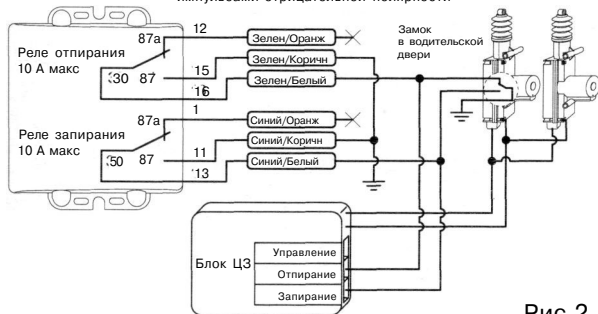 импульсами отрицательной полярности
12
87a
Зелен/Оранж
Замок
в водительской
двери
Реле отпирания
10 А макс
15
Зелен/Коричн
30 87
16
Зелен/Белый
1
87a
Синий/Оранж
Реле запирания
10 А макс
11
Синий/Коричн
50 87
13
Синий/Белый
Блок ЦЗ
Управление
Отпирание
Запирание
Рис 2